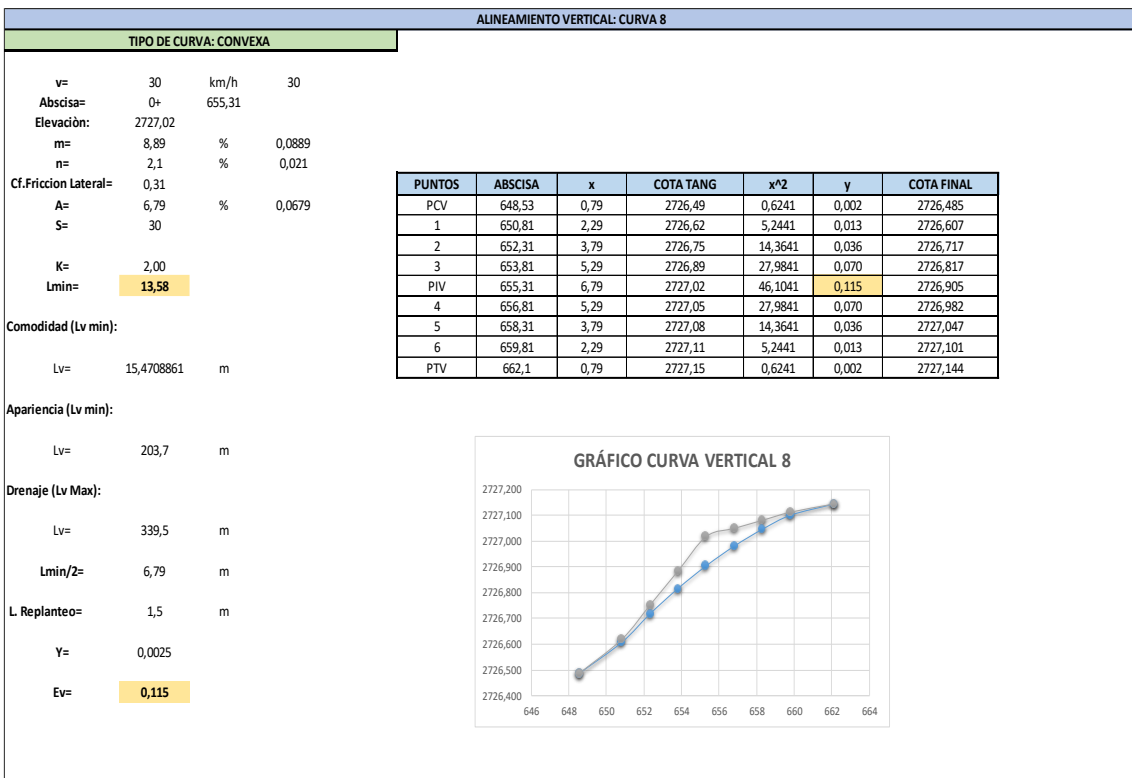 ALINEAMIENTO VERTICAL: CURVA 8
TIPO DE CURVA: CONVEXA
v= 30 km/h 30
Abscisa= 0+ 655,31
Elevaciòn: 2727,02
m= 8,89 % 0,0889
n= 2,1 % 0,021
Cf.Friccion Lateral= 0,31
A= 6,79 % 0,0679
S= 30
K= 2,00
Lmin= 13,58
Comodidad (Lv min):
Lv= 15,4708861 m
Apariencia (Lv min):
Lv= 203,7 m
Drenaje (Lv Max):
Lv= 339,5 m
Lmin/2= 6,79 m
L. Replanteo= 1,5 m
Y= 0,0025
Ev= 0,115
PUNTOS ABSCISA x COTA TANG x^2 y COTA FINAL
PCV 648,53 0,79 2726,49 0,6241 0,002 2726,485
1 650,81 2,29 2726,62 5,2441 0,013 2726,607
2 652,31 3,79 2726,75 14,3641 0,036 2726,717
3 653,81 5,29 2726,89 27,9841 0,070 2726,817
PIV 655,31 6,79 2727,02 46,1041 0,115 2726,905
4 656,81 5,29 2727,05 27,9841 0,070 2726,982
5 658,31 3,79 2727,08 14,3641 0,036 2727,047
6 659,81 2,29 2727,11 5,2441 0,013 2727,101
PTV 662,1 0,79 2727,15 0,6241 0,002 2727,144
GRÁFICO CURVA VERTICAL 8
2727,200
2727,100
2727,000
2726,900
2726,800
2726,700
2726,600
2726,500
2726,400
646 648 650 652 654 656 658 660 662 664